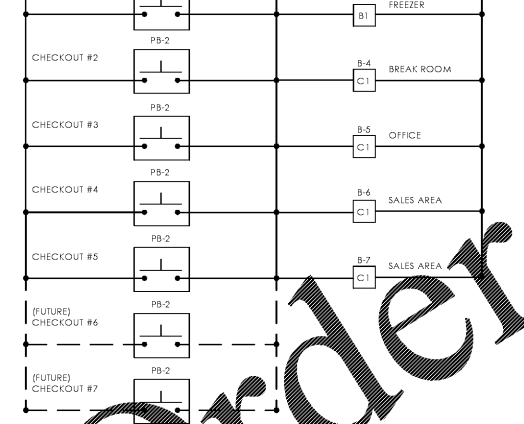 FREEZER
B1
PB-2
CHECKOUT #2
B-4
C1
BREAK ROOM
PB-2
CHECKOUT #3
B-5
C1
OFFICE
PB-2
CHECKOUT #4
B-6
C1
SALES AREA
PB-2
CHECKOUT #5
B-7
C1
SALES AREA
PB-2
(FUTURE)
CHECKOUT #6
PB-2
(FUTURE)
CHECKOUT #7
order